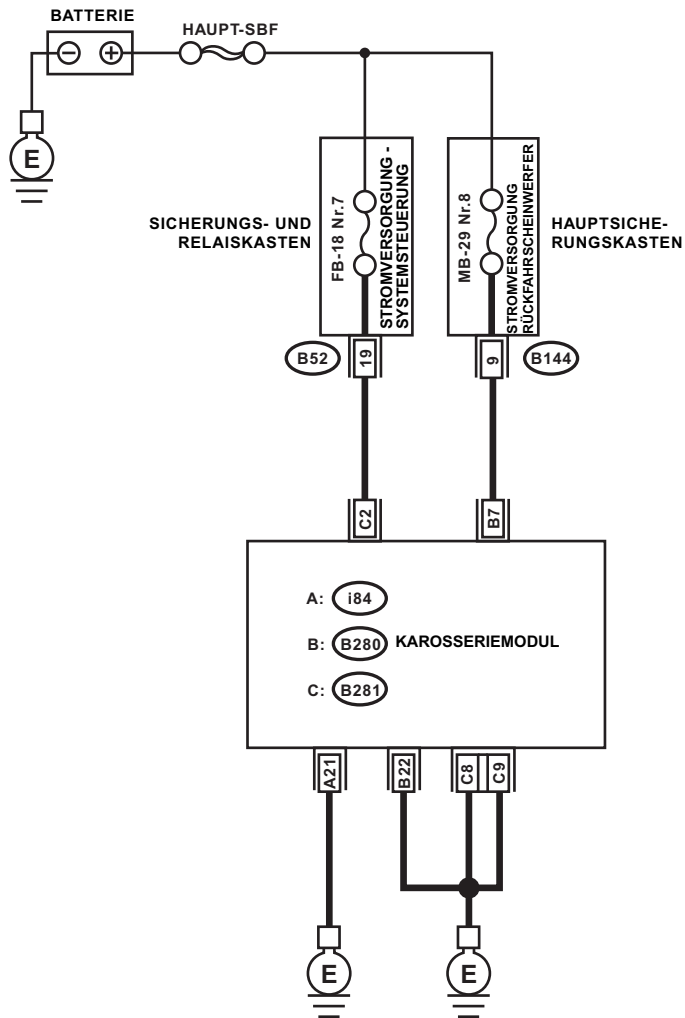 BATTERIE
HAUPT-SBF
E
SICHERUNGS- UND
RELAISKASTEN
FB-18 Nr.7
STROMVERSORGUNG -
SYSTEMSTEUERUNG
MB-29 Nr.8
STROMVERSORGUNG
RÜCKFAHRSCHEINWERFER
HAUPTSICHE-
RUNGSKASTEN
B52
19
9
B144
C2
B7
A: i84
B: B280
KAROSSERIEMODUL
C: B281
A21
B22
C8
C9
E
E